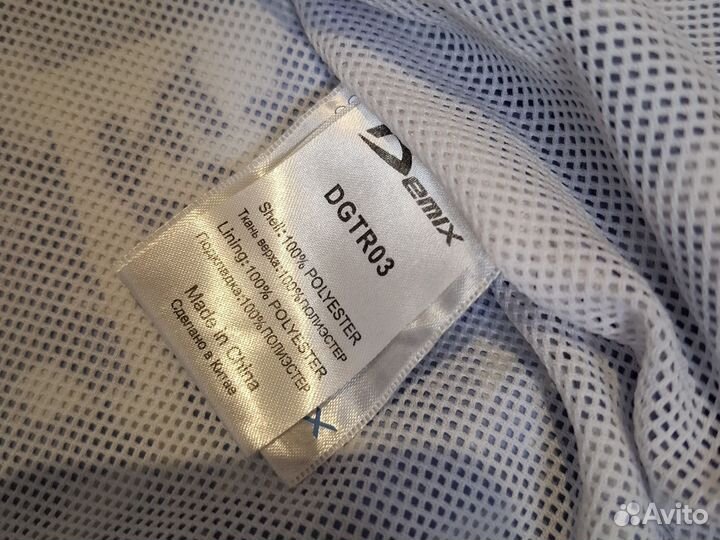 Demix
DGTR03
Shell:100% POLYESTER
Ткань верха:100%ПОЛИЭСТЕР
Lining:100% POLYESTER
Подкладка:100%ПОЛИЭСТЕР
Made in China
Сделано в Китае
X
Avito